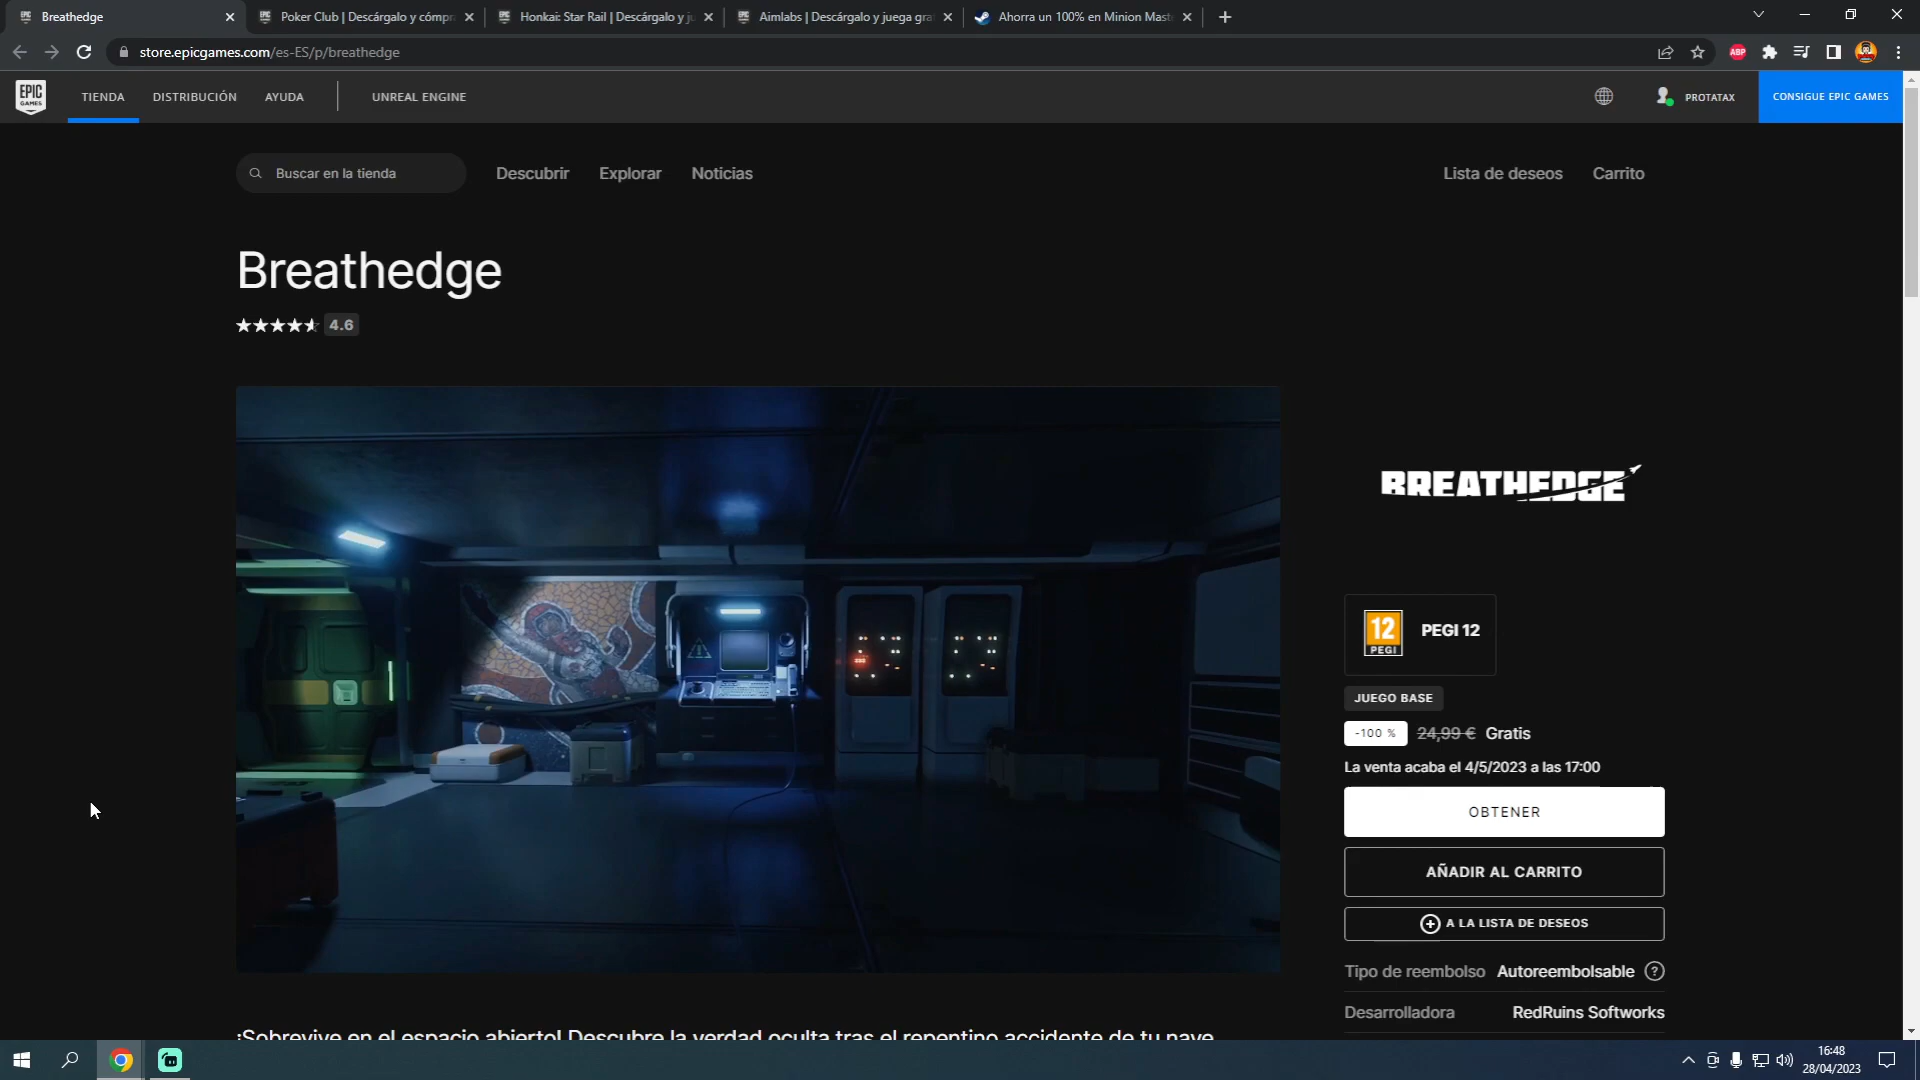 Breathedge
Poker Club | Descárgalo y cómpr
Honkai: Star Rail | Descárgalo y ju
Aimlabs | Descárgalo y juega gra
Ahorra un 100% en Minion Maste
store.epicgames.com/es-ES/p/breathedge
ABP
EPIC
GAMES
TIENDA
DISTRIBUCIÓN
AYUDA
UNREAL ENGINE
PROTATAX
CONSIGUE EPIC GAMES
Buscar en la tienda
Descubrir
Explorar
Noticias
Lista de deseos
Carrito
Breathedge
4.6
BREATHEDGE
12
PEGI
PEGI 12
JUEGO BASE
-100 % 24,99 € Gratis
La venta acaba el 4/5/2023 a las 17:00
OBTENER
AÑADIR AL CARRITO
A LA LISTA DE DESEOS
Tipo de reembolso Autoreembolsable ?
Desarrolladora RedRuins Softworks
¡Sobrevive en el espacio abierto! Descubre la verdad oculta tras el repentino accidente de tu nave
16:48
28/04/2023